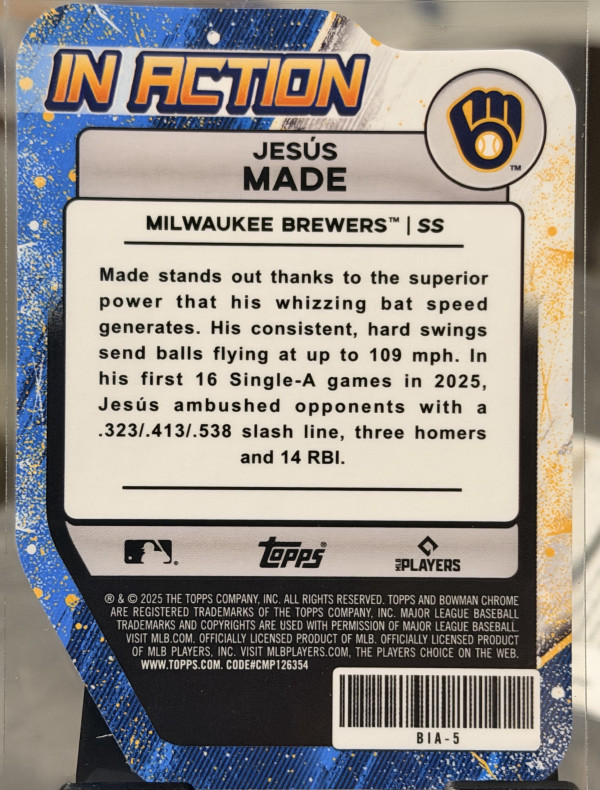 IN ACTION
™
JESÚS
MADE
MILWAUKEE BREWERS™ | SS
Made stands out thanks to the superior
power that his whizzing bat speed
generates. His consistent, hard swings
send balls flying at up to 109 mph. In
his first 16 Single-A games in 2025,
Jesús ambushed opponents with a
.323/.413/.538 slash line, three homers
and 14 RBI.
® Topps® MLB PLAYERS
® & © 2025 THE TOPPS COMPANY, INC. ALL RIGHTS RESERVED. TOPPS AND BOWMAN CHROME
ARE REGISTERED TRADEMARKS OF THE TOPPS COMPANY, INC. MAJOR LEAGUE BASEBALL
TRADEMARKS AND COPYRIGHTS ARE USED WITH PERMISSION OF MAJOR LEAGUE BASEBALL.
VISIT MLB.COM. OFFICIALLY LICENSED PRODUCT OF MLB. OFFICIALLY LICENSED PRODUCT
OF MLB PLAYERS, INC. VISIT MLBPLAYERS.COM, THE PLAYERS CHOICE ON THE WEB.
WWW.TOPPS.COM. CODE#CMP126354
BIA-5